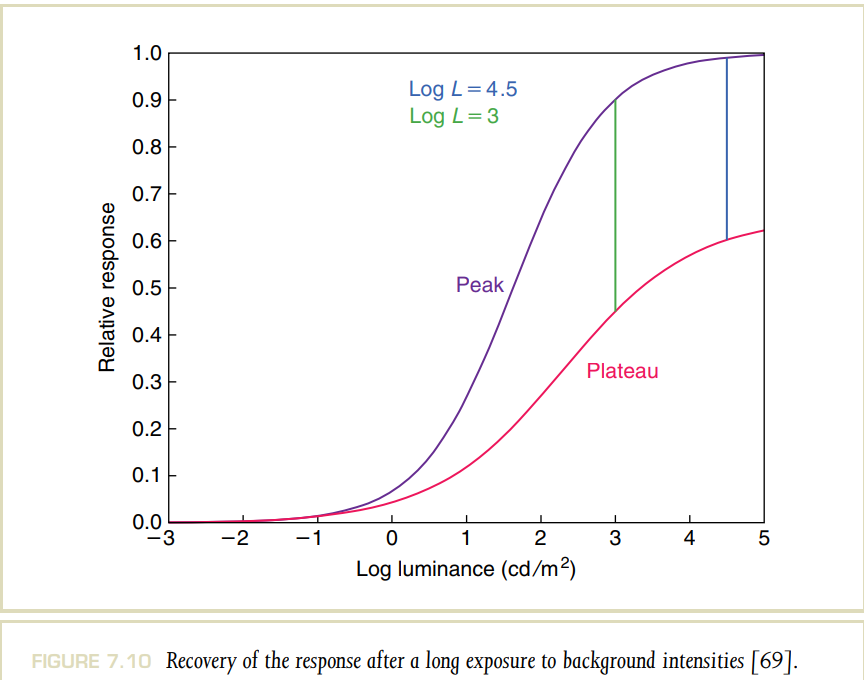 1.0
Log L = 4.5
0.9
Log L = 3
0.8
0.7
0.6
Relative response
0.5
Peak
0.4
Plateau
0.3
0.2
0.1
0.0
−3 −2 −1 0 1 2 3 4 5
Log luminance (cd/m²)
FIGURE 7.10 Recovery of the response after a long exposure to background intensities [69].